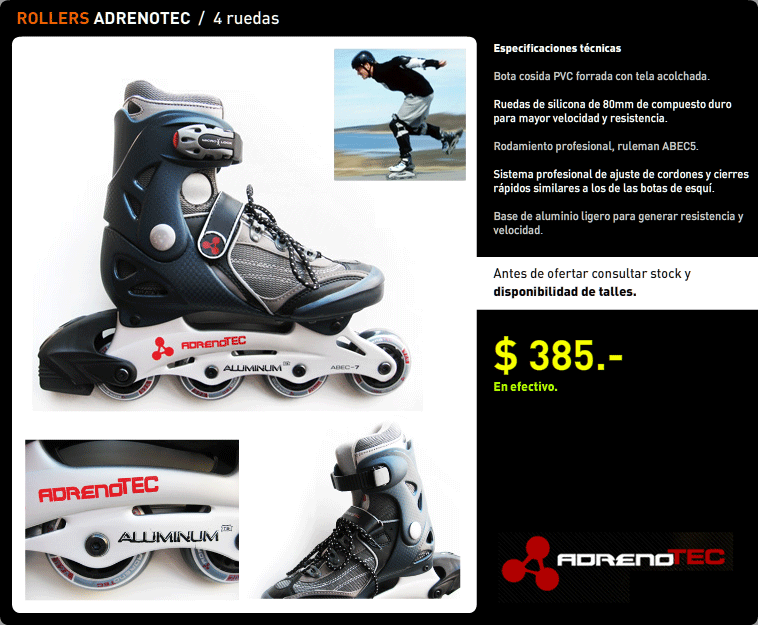 ROLLERS ADRENOTEC / 4 ruedas
Especificaciones técnicas
Bota cosida PVC forrada con tela acolchada.
Ruedas de silicona de 80mm de compuesto duro
para mayor velocidad y resistencia.
Rodamiento profesional, ruleman ABEC5.
Sistema profesional de ajuste de cordones y cierres
rápidos similares a los de las botas de esquí.
Base de aluminio ligero para generar resistencia y
velocidad.
Antes de ofertar consultar stock y
disponibilidad de talles.
$ 385.-
En efectivo.
ADRENOTEC
ALUMINUM
ABEC-7
ADRENOTEC
ALUMINUM
ADRENOTEC